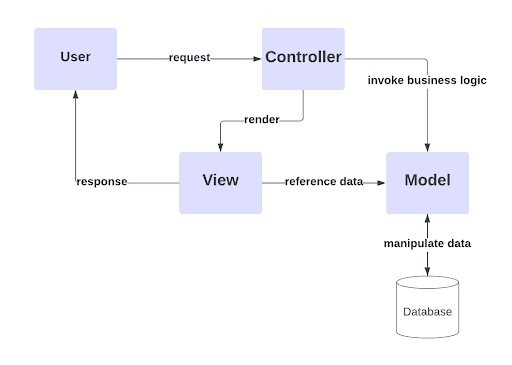 User
request
Controller
invoke business logic
render
response
View
reference data
Model
manipulate data
Database